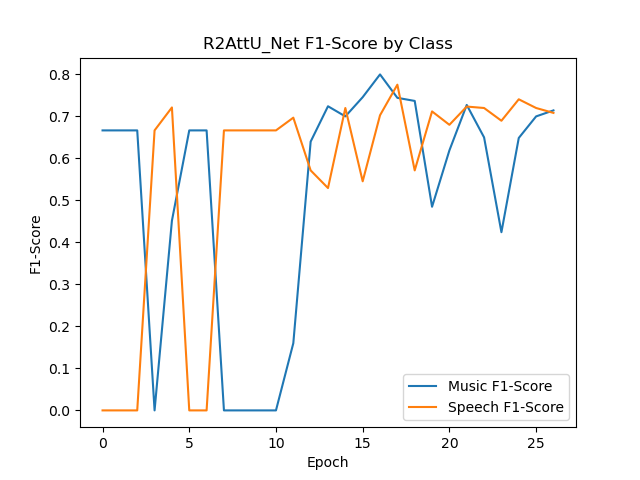 R2AttU_Net F1-Score by Class
F1-Score
0.8
0.7
0.6
0.5
0.4
0.3
0.2
0.1
0.0
Music F1-Score
Speech F1-Score
0 5 10 15 20 25
Epoch